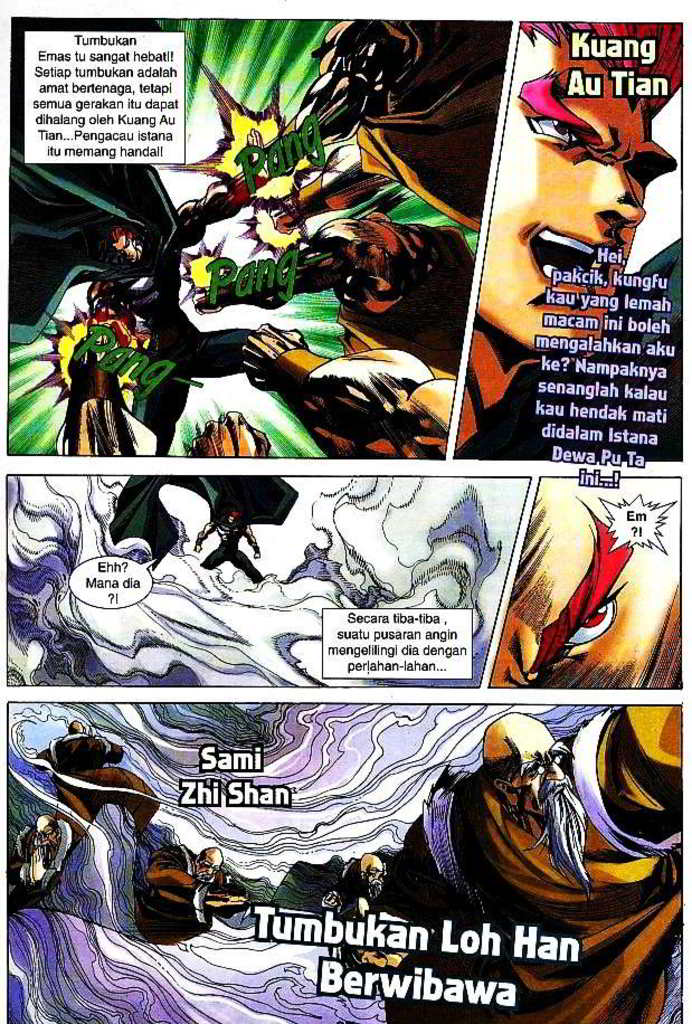 Tumbukan
Emas tu sangat hebat!!
Setiap tumbukan adalah
amat bertenaga, tetapi
semua gerakan itu dapat
dihalang oleh Kuang Au
Tian...Pengacau istana
itu memang handal!
Pang
Pang
Pang
Kuang
Au Tian
Hei,
pakcik, kungfu
kau yang lemah
macam ini boleh
mengalahkan aku
ke? Nampaknya
senanglah kalau
kau hendak mati
didalam Istana
Dewa Pu Ta
ini...!
Ehh?
Mana dia
?!
Secara tiba-tiba ,
suatu pusaran angin
mengelilingi dia dengan
perlahan-lahan...
Em
?!
Sami
Zhi Shan
Tumbukan Loh Han
Berwibawa